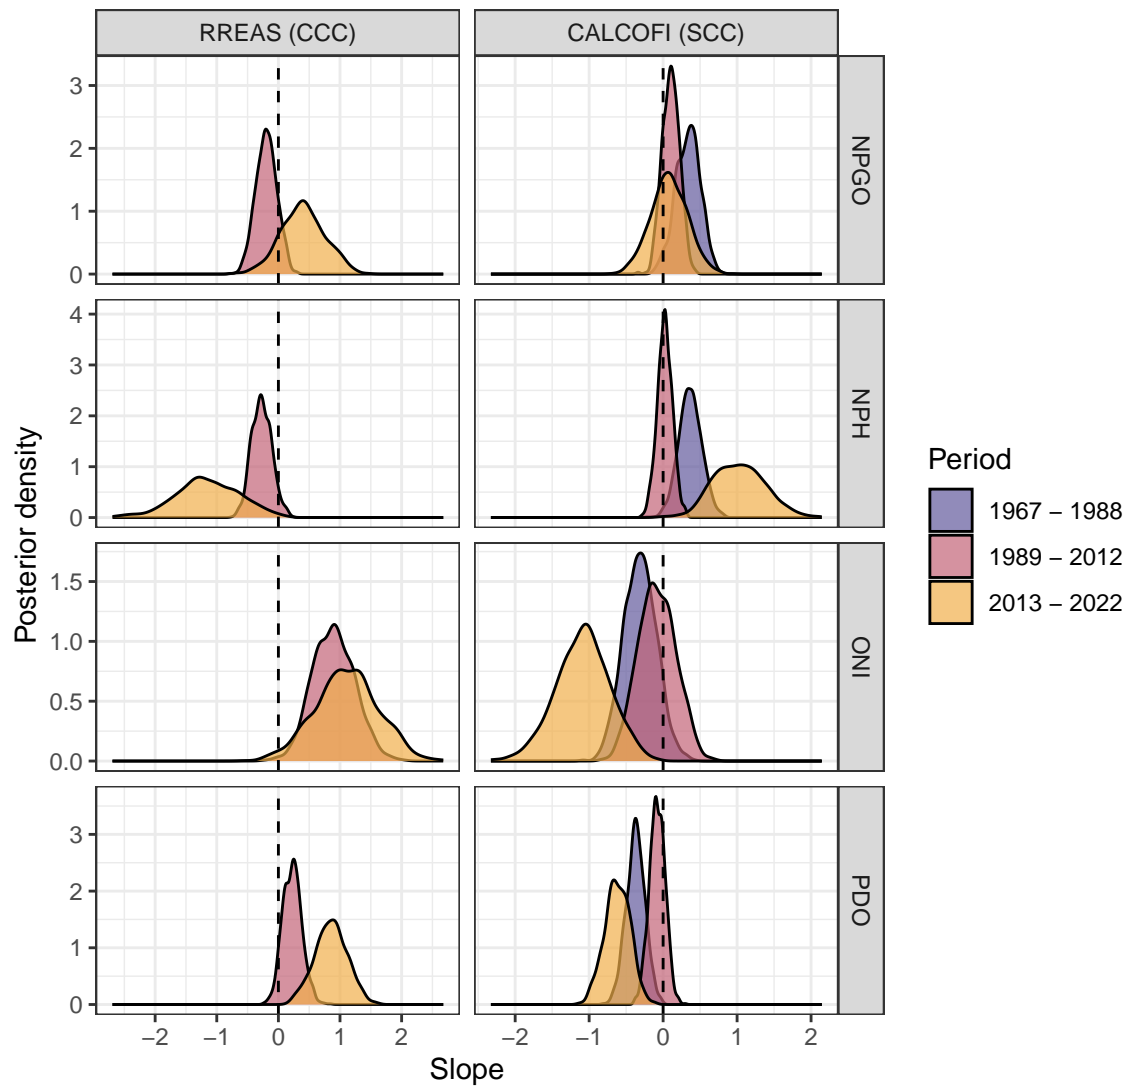 RREAS (CCC)
CALCOFI (SCC)
3
2
1
0
NPGO
4
3
2
1
0
NPH
Posterior density
1.5
1.0
0.5
0.0
ONI
3
2
1
0
PDO
−2 −1 0 1 2
−2 −1 0 1 2
Slope
Period
1967 − 1988
1989 − 2012
2013 − 2022